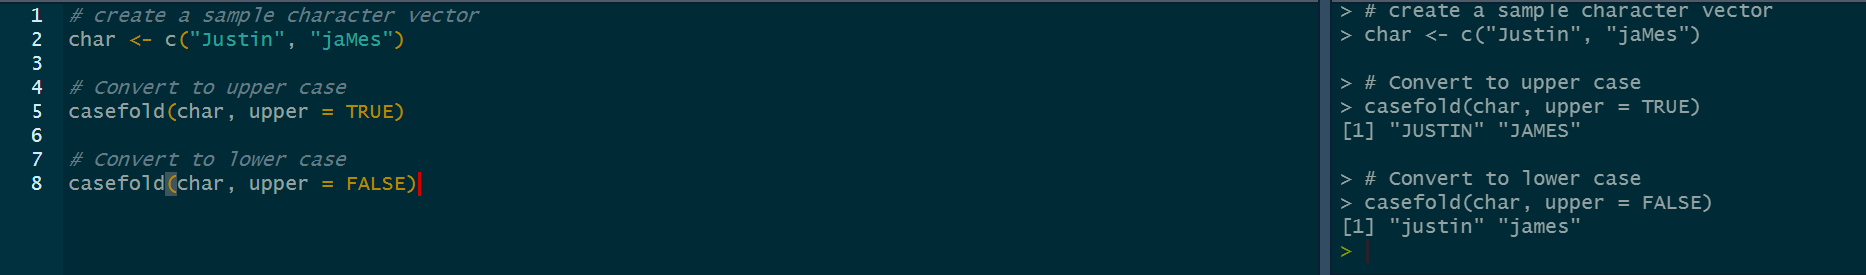 1 # create a sample character vector
2 char <- c("Justin", "jaMes")
3
4 # Convert to upper case
5 casefold(char, upper = TRUE)
6
7 # Convert to lower case
8 casefold(char, upper = FALSE)
> # create a sample character vector
> char <- c("Justin", "jaMes")
> # Convert to upper case
> casefold(char, upper = TRUE)
[1] "JUSTIN" "JAMES"
> # Convert to lower case
> casefold(char, upper = FALSE)
[1] "justin" "james"
>